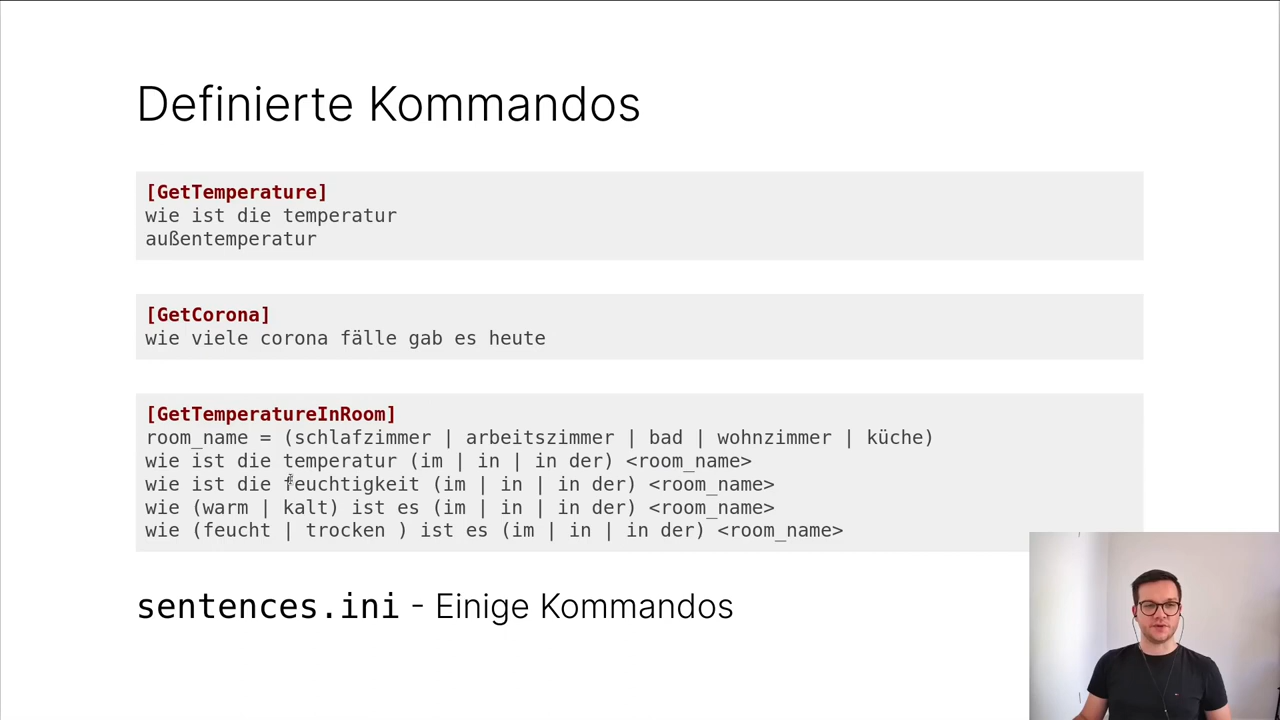 Definierte Kommandos
[GetTemperature]
wie ist die temperatur
außentemperatur
[GetCorona]
wie viele corona fälle gab es heute
[GetTemperatureInRoom]
room_name = (schlafzimmer | arbeitszimmer | bad | wohnzimmer | küche)
wie ist die temperatur (im | in | in der) <room_name>
wie ist die feuchtigkeit (im | in | in der) <room_name>
wie (warm | kalt) ist es (im | in | in der) <room_name>
wie (feucht | trocken ) ist es (im | in | in der) <room_name>
sentences.ini - Einige Kommandos